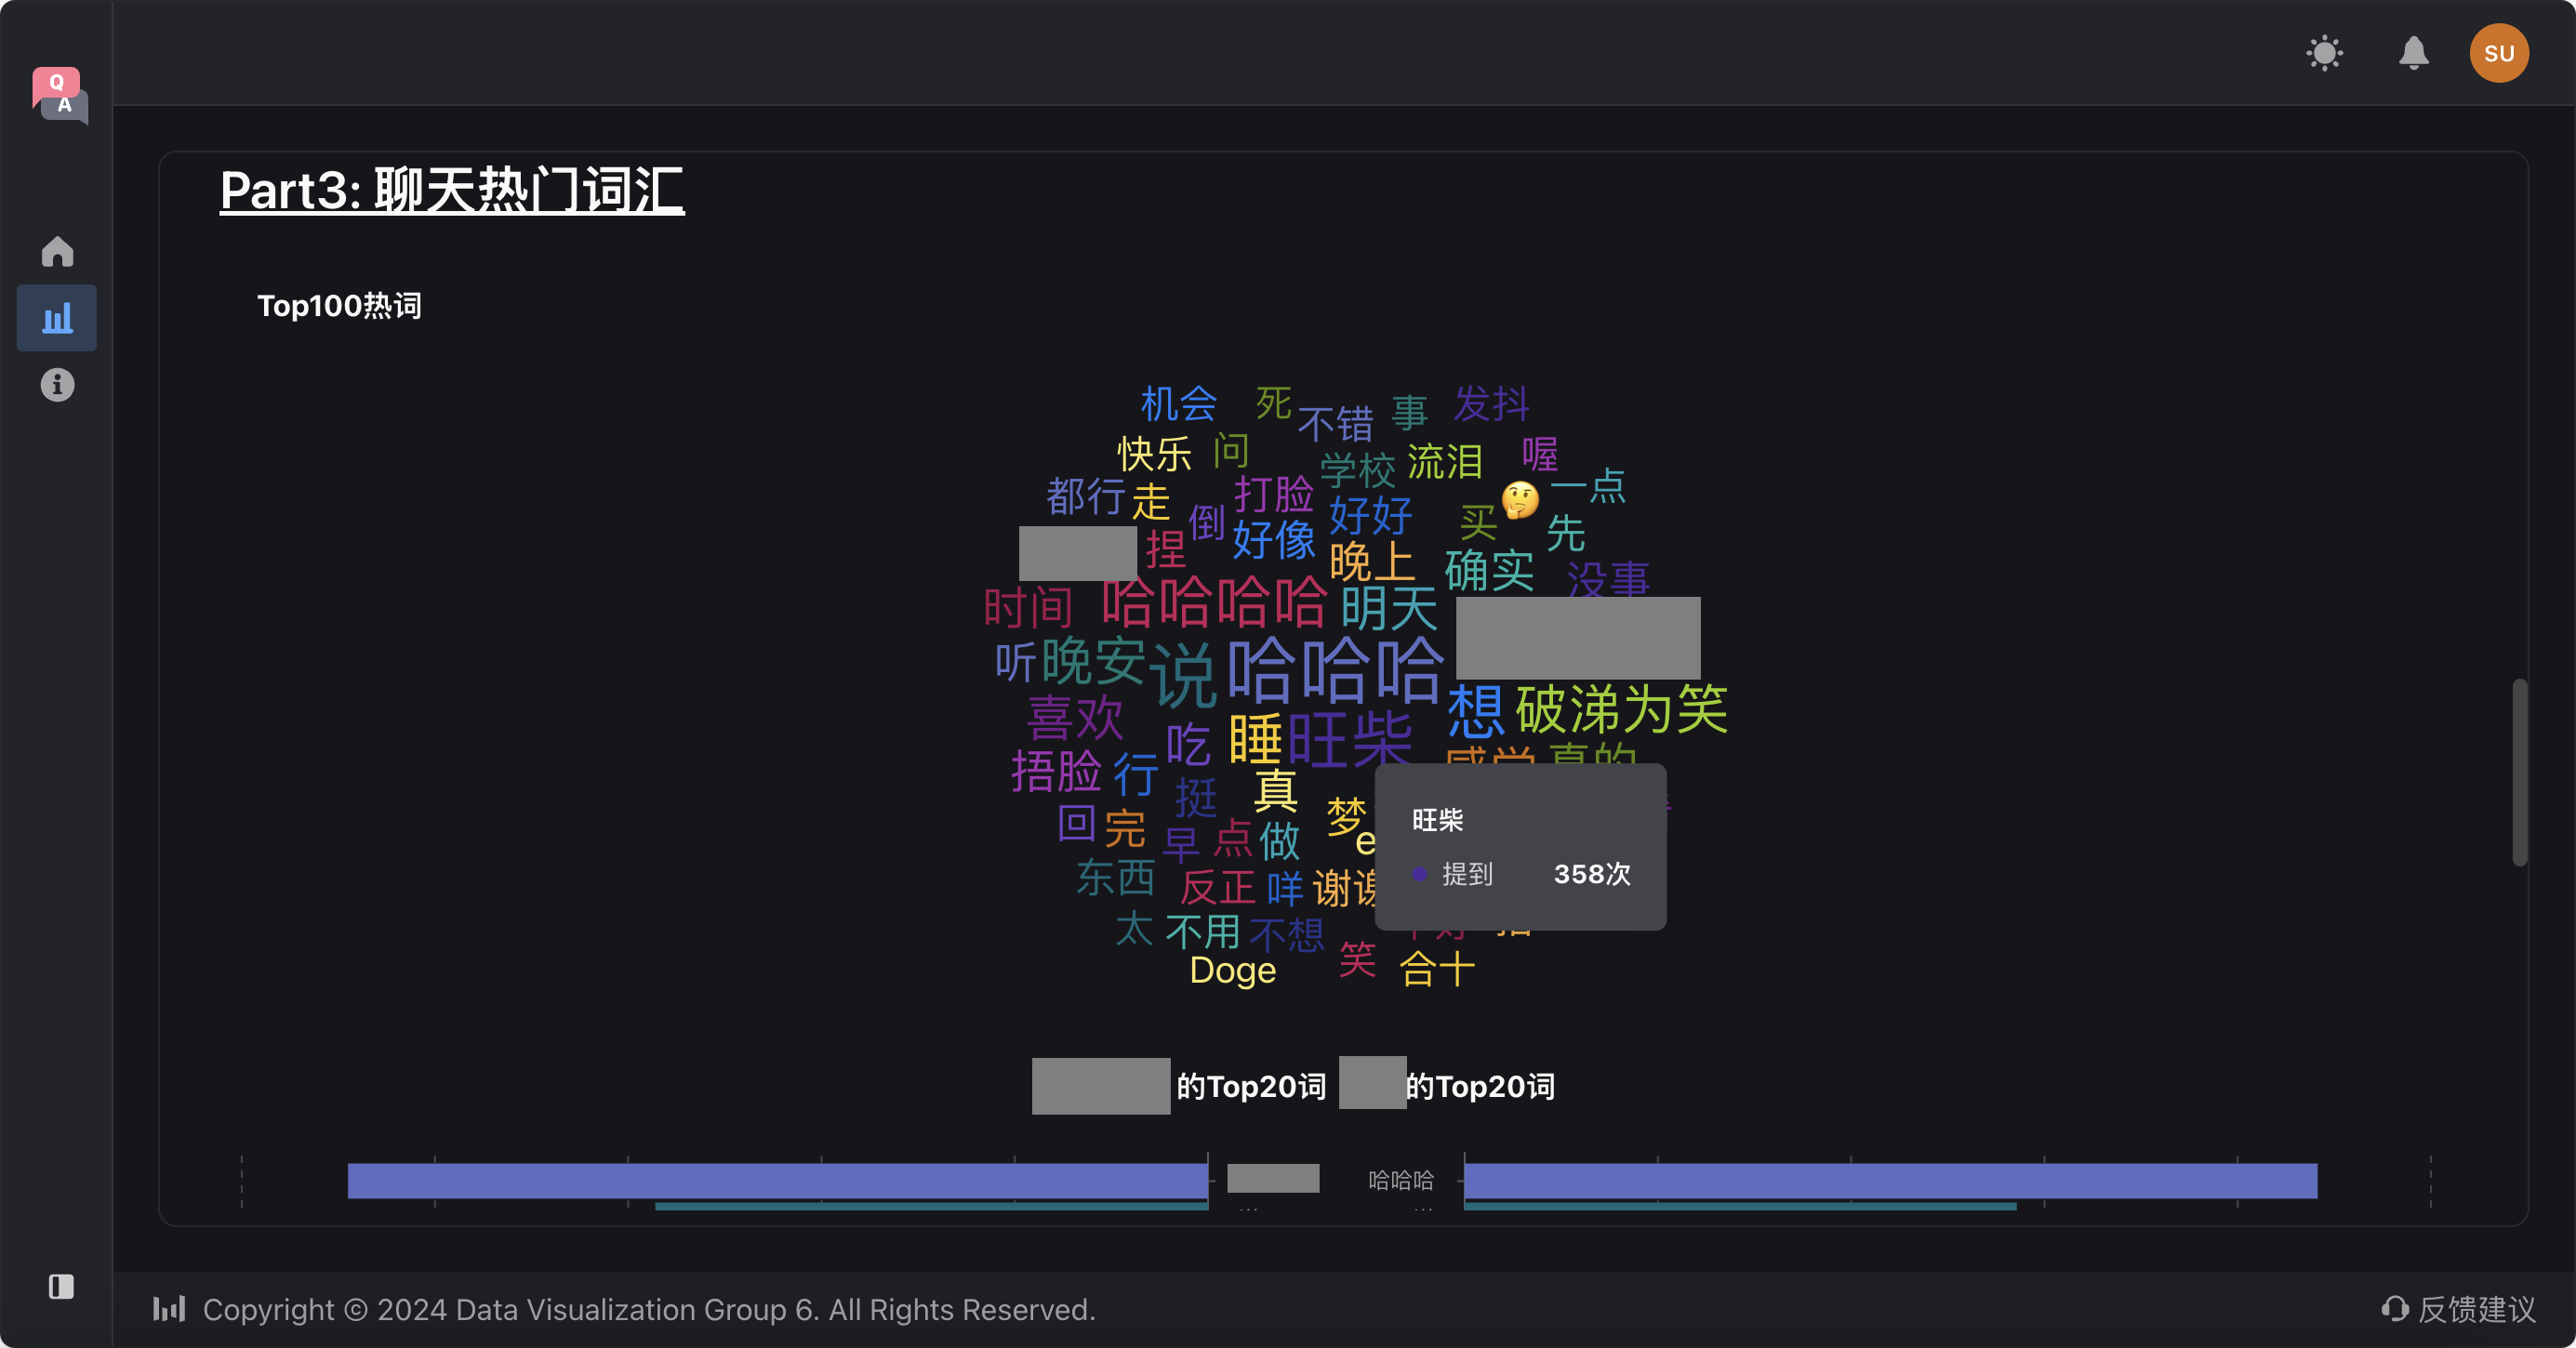 Q
A
SU
Part3: 聊天热门词汇
Top100热词
机会 死 不错 事 发抖
快乐 问 学校 流泪 喔
都行 走 倒 打脸 好好 买 🤔 一点
捏 好像 晚上 确实 先 没事
时间 哈哈哈哈 明天
听 晚安 说 哈哈哈
喜欢 吃 睡 旺柴 想 破涕为笑
捂脸 行 挺 真 感觉 真的
回 完 早 点 做 梦
旺柴
提到 358次
东西 反正 咩 谢谢
太 不用 不想 笑
Doge 合十
的Top20词 的Top20词
哈哈哈
Copyright © 2024 Data Visualization Group 6. All Rights Reserved.
反馈建议